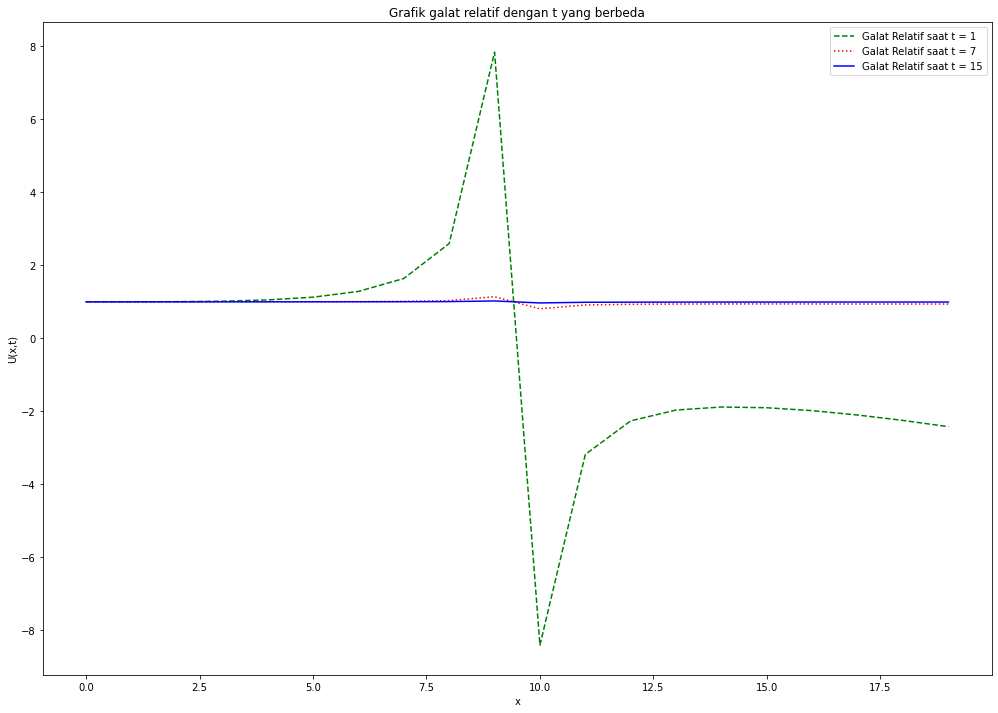 Grafik galat relatif dengan t yang berbeda
Galat Relatif saat t = 1
Galat Relatif saat t = 7
Galat Relatif saat t = 15
8
6
4
2
0
−2
−4
−6
−8
U(x,t)
0.0 2.5 5.0 7.5 10.0 12.5 15.0 17.5
x